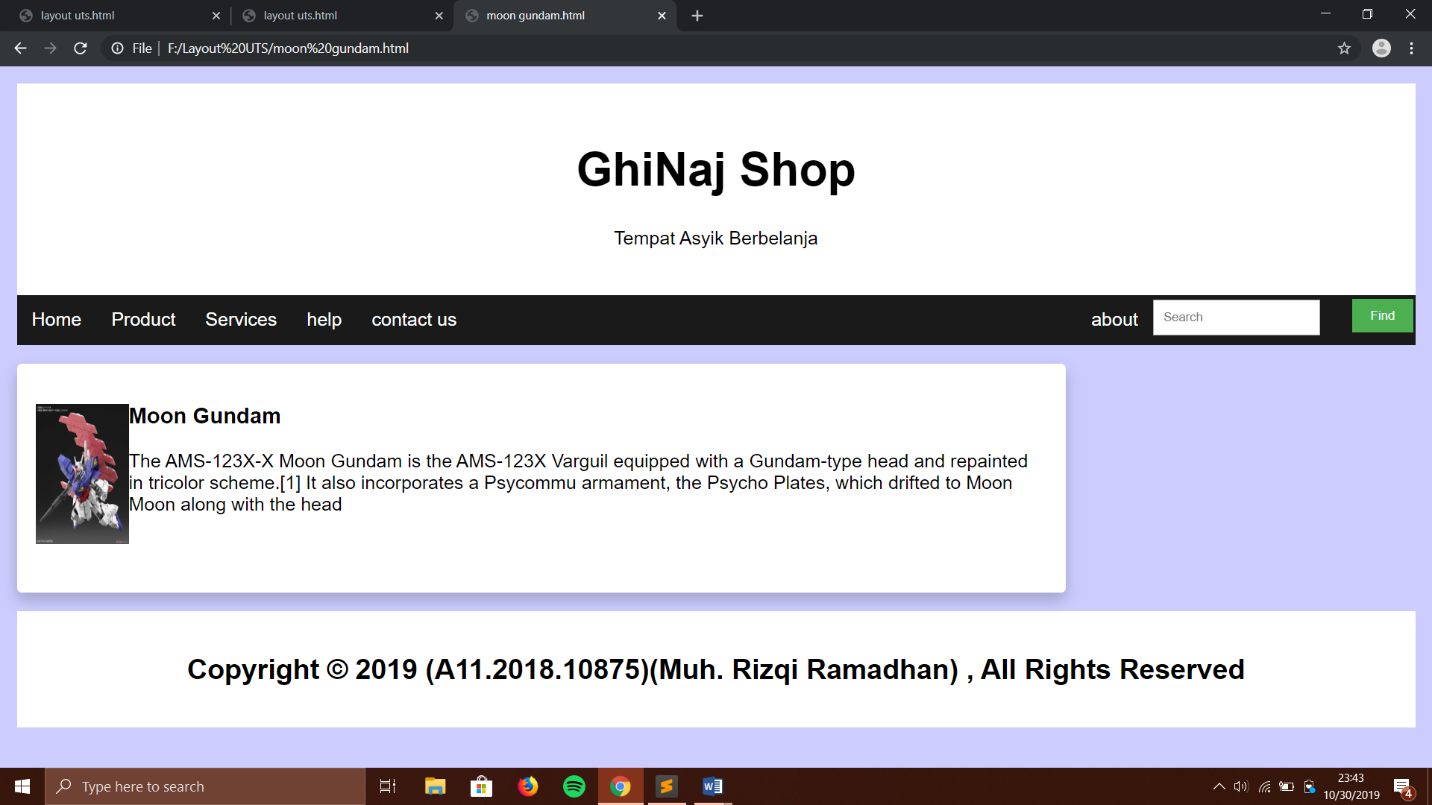 layout uts.html
layout uts.html
moon gundam.html
File
F:/Layout%20UTS/moon%20gundam.html
GhiNaj Shop
Tempat Asyik Berbelanja
Home Product Services help contact us about Search Find
Moon Gundam
The AMS-123X-X Moon Gundam is the AMS-123X Varguil equipped with a Gundam-type head and repainted
in tricolor scheme.[1] It also incorporates a Psycommu armament, the Psycho Plates, which drifted to Moon
Moon along with the head
Copyright © 2019 (A11.2018.10875)(Muh. Rizqi Ramadhan) , All Rights Reserved
Type here to search
23:43
10/30/2019
4